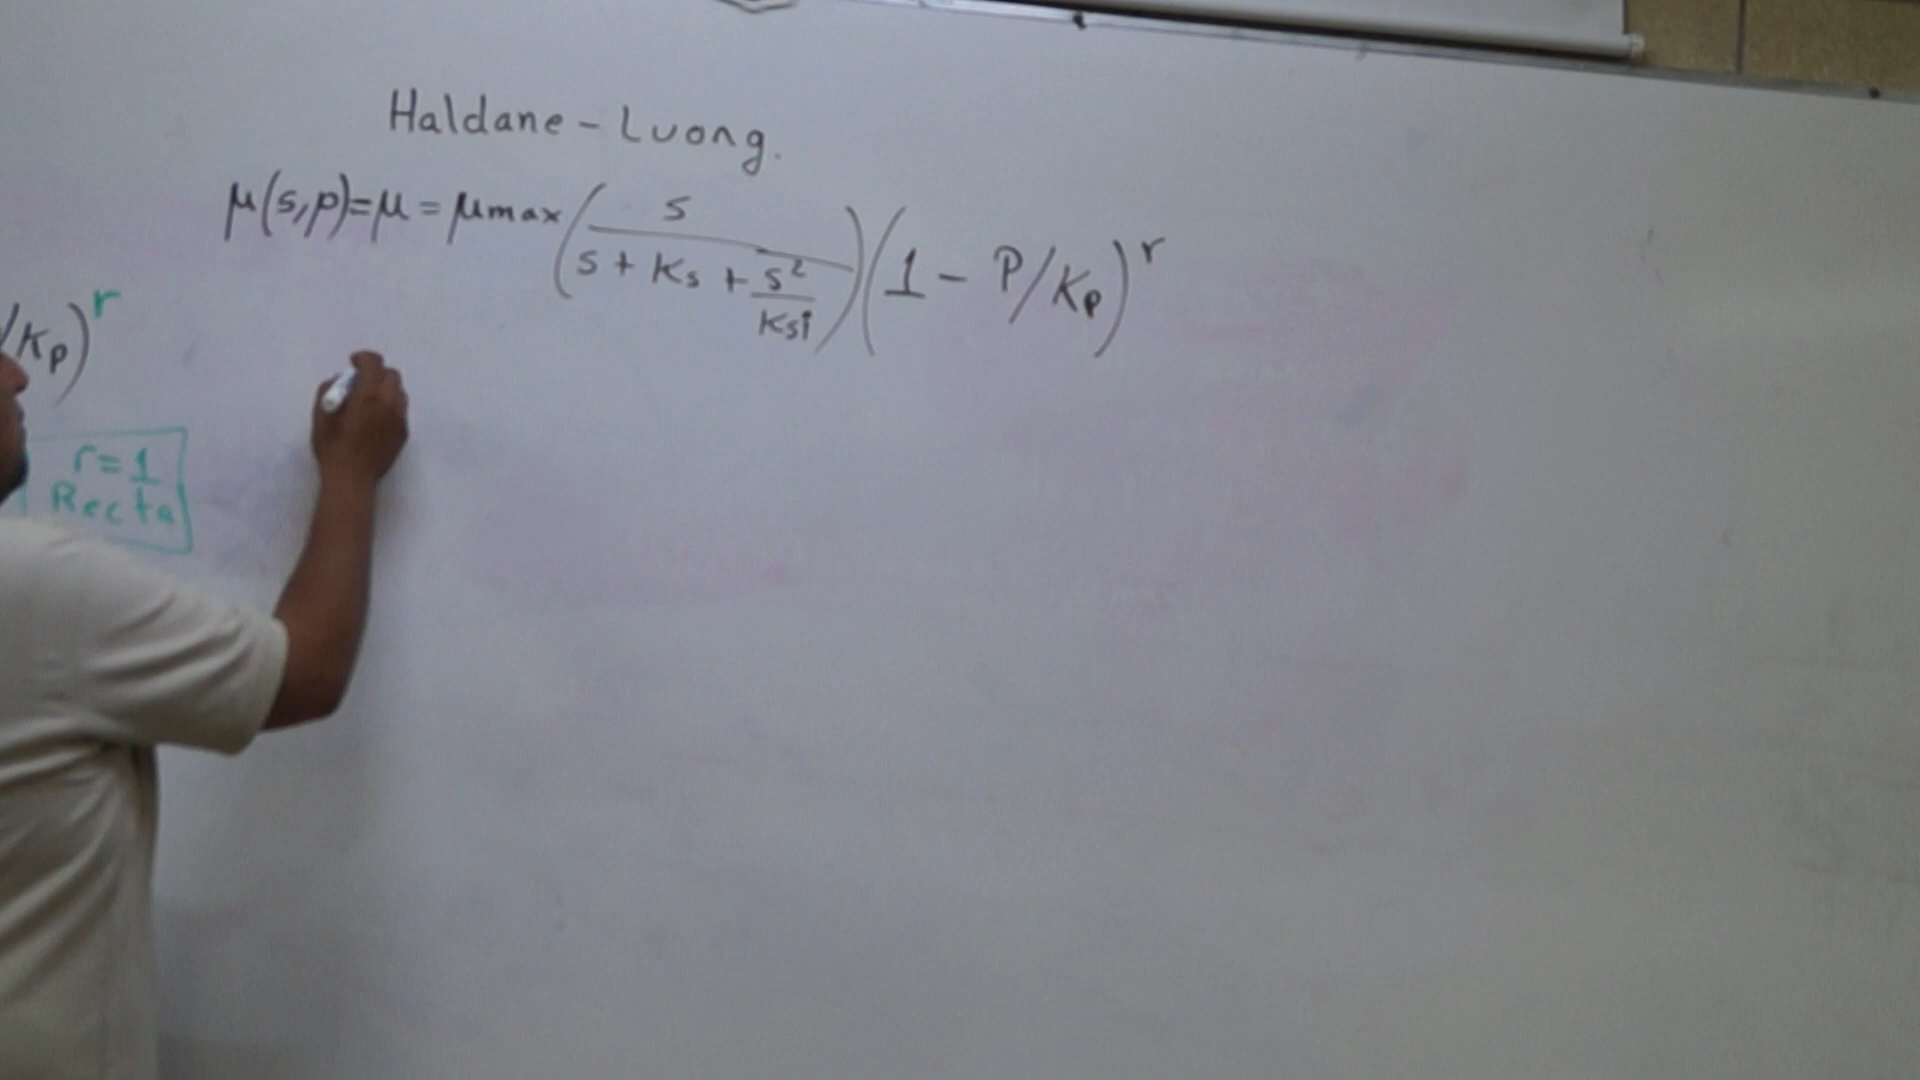 Haldane - Luong.
μ(s,p)=μ = μmax (s / (s + Ks + s²/Ksi)) (1 - P/Kp)^r
/Kp)^r
r=1
Recta